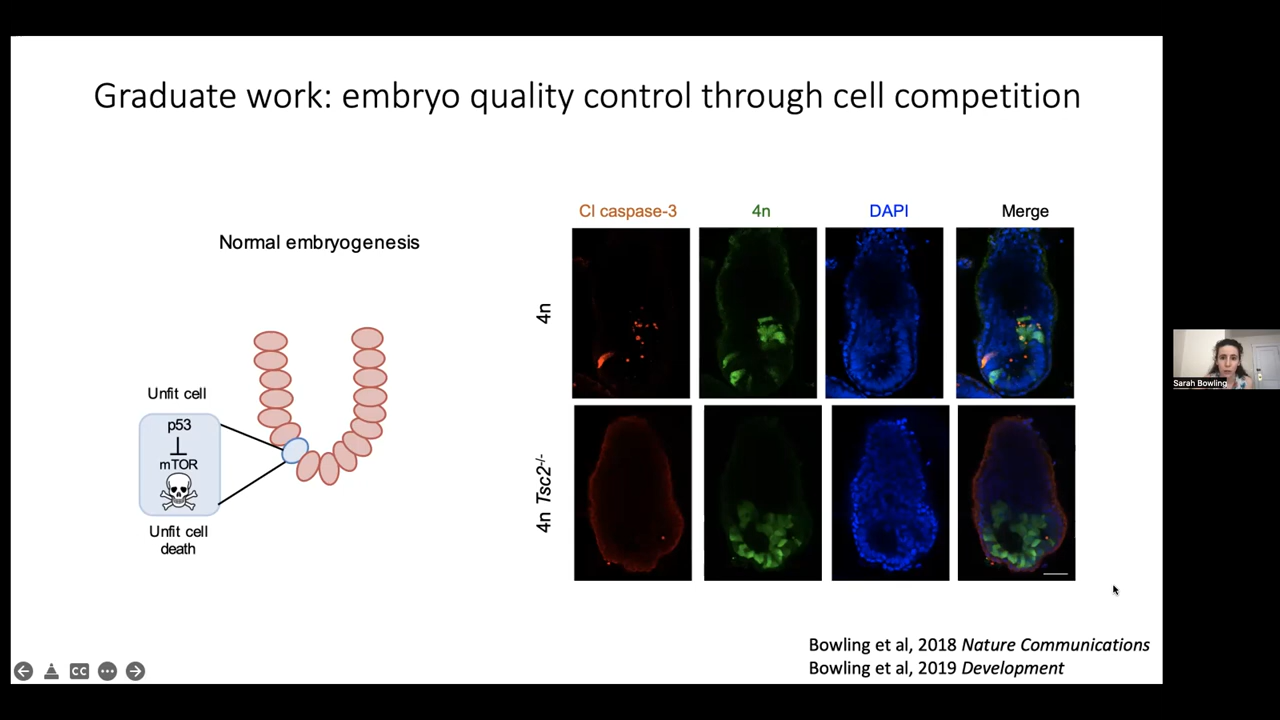 Graduate work: embryo quality control through cell competition
Normal embryogenesis
Unfit cell
p53
mTOR
Unfit cell
death
Cl caspase-3
4n
DAPI
Merge
4n
4n Tsc2-/-
Bowling et al, 2018 Nature Communications
Bowling et al, 2019 Development
CC
Sarah Bowling